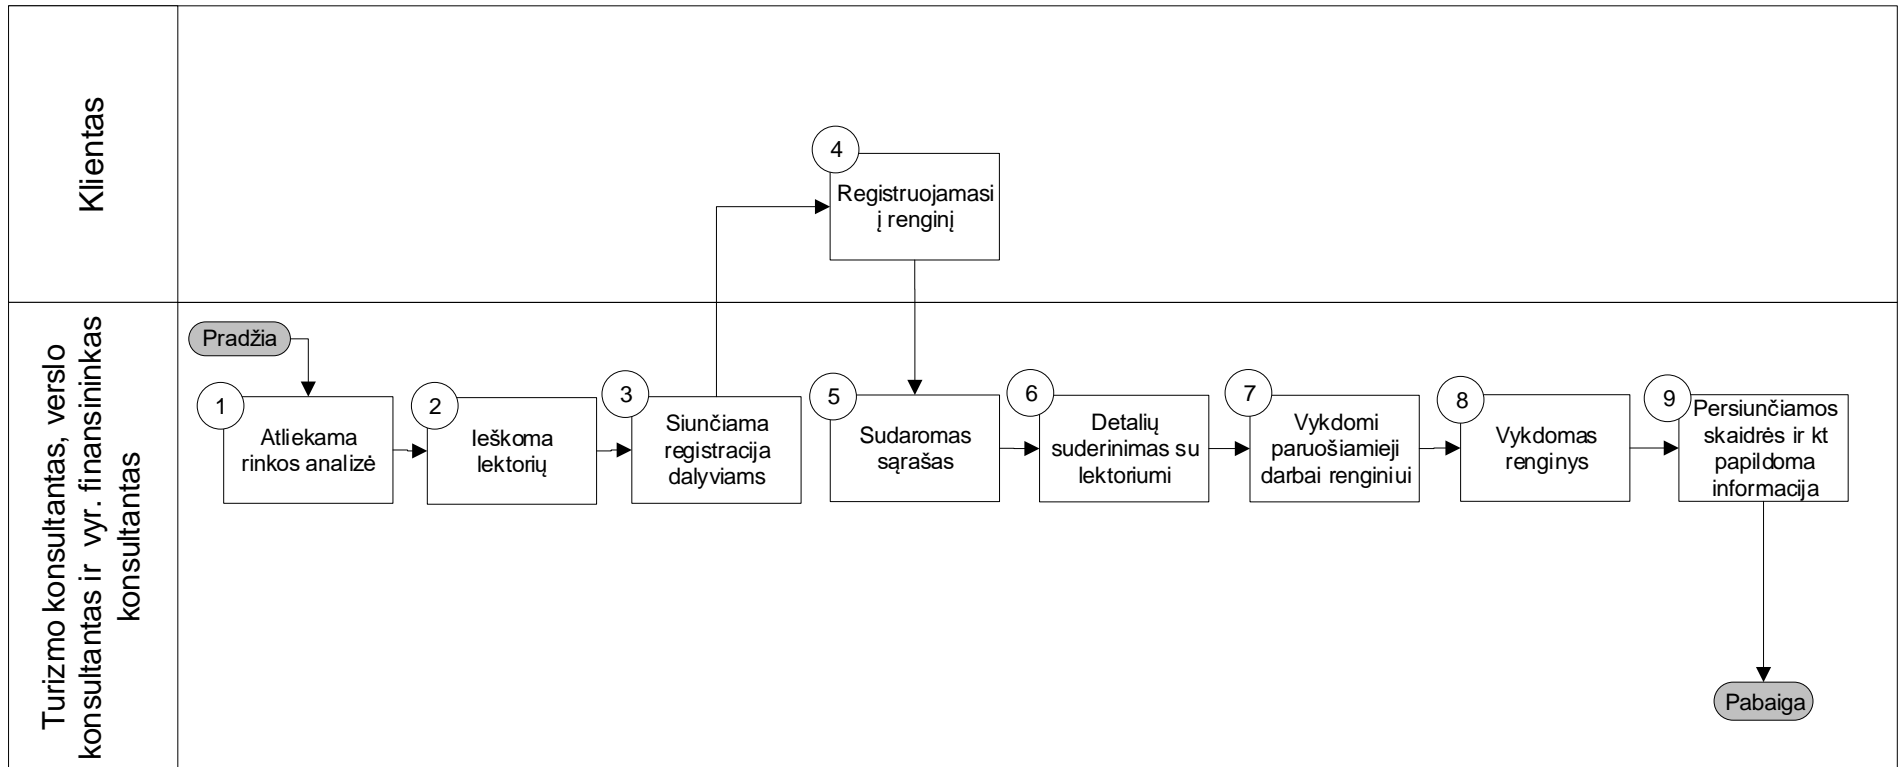 Klientas
4
Registruojamasi
į renginį
Turizmo konsultantas, verslo
konsultantas ir vyr. finansininkas
konsultantas
Pradžia
1
Atliekama
rinkos analizė
2
Ieškoma
lektorių
3
Siunčiama
registracija
dalyviams
5
Sudaromas
sąrašas
6
Detalių
suderinimas su
lektoriumi
7
Vykdomi
paruošiamieji
darbai renginiui
8
Vykdomas
renginys
9
Persiunčiamos
skaidrės ir kt
papildoma
informacija
Pabaiga